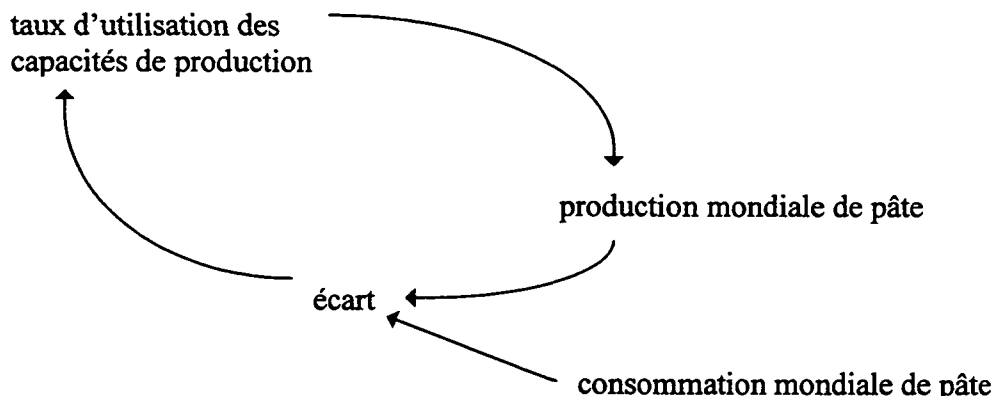 taux d’utilisation des
capacités de production
production mondiale de pâte
écart
consommation mondiale de pâte